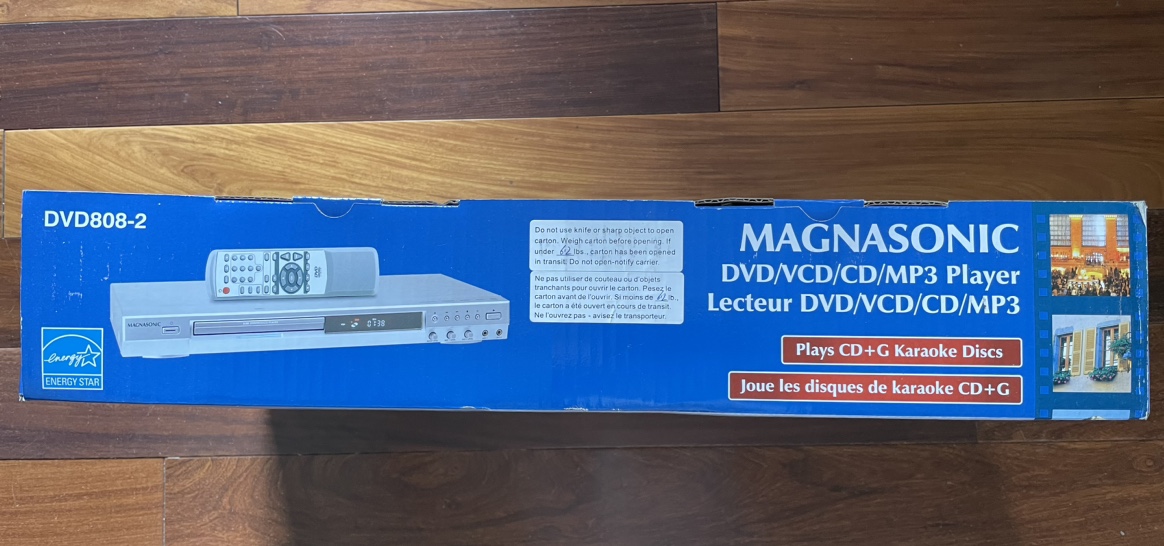 DVD808-2
MAGNASONIC
DVD/VCD/CD/MP3 Player
Lecteur DVD/VCD/CD/MP3
Plays CD+G Karaoke Discs
Joue les disques de karaoke CD+G
Do not use knife or sharp object to open
carton. Weigh carton before opening. If
under lbs., carton has been opened
in transit. Do not open-notify carrier.
Ne pas utiliser de couteau ou d'objets
tranchants pour ouvrir le carton. Pesez le
carton avant de l'ouvrir. Si moins de lb.,
le carton a été ouvert en cours de transit.
Ne l'ouvrez pas - avisez le transporteur.
MAGNASONIC
0738
energy
ENERGY STAR